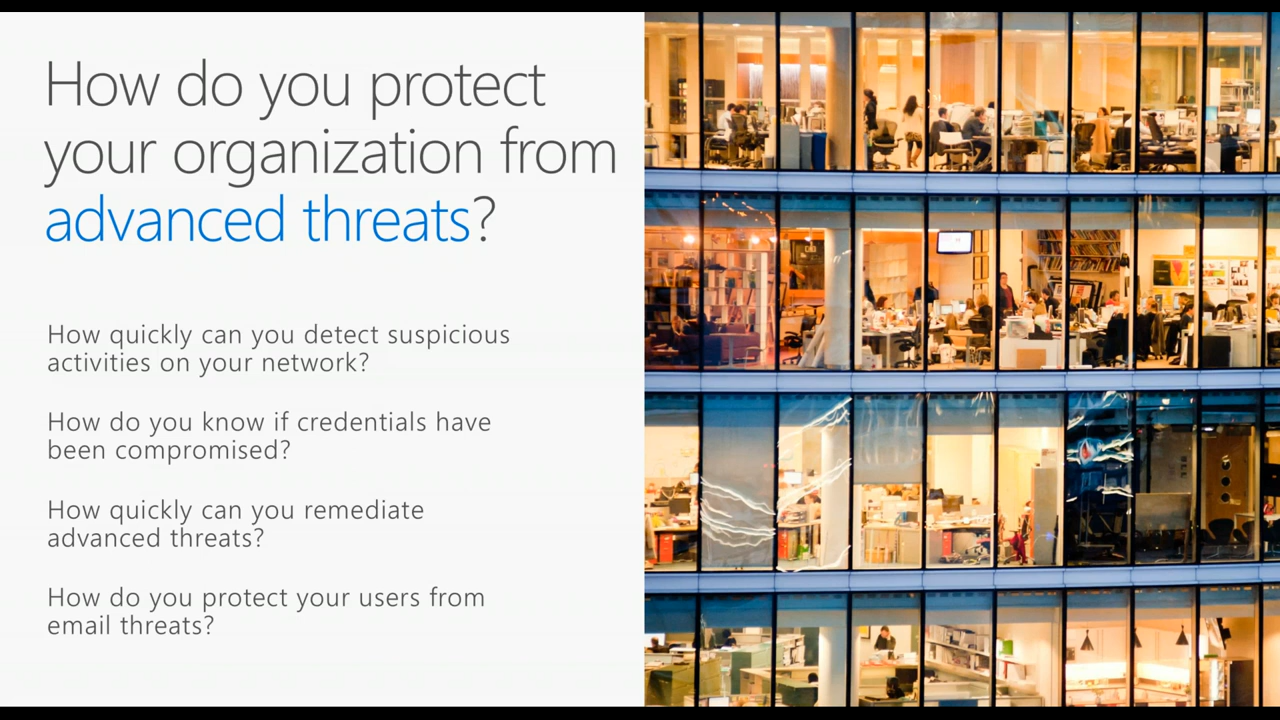 How do you protect
your organization from
advanced threats?
How quickly can you detect suspicious
activities on your network?
How do you know if credentials have
been compromised?
How quickly can you remediate
advanced threats?
How do you protect your users from
email threats?